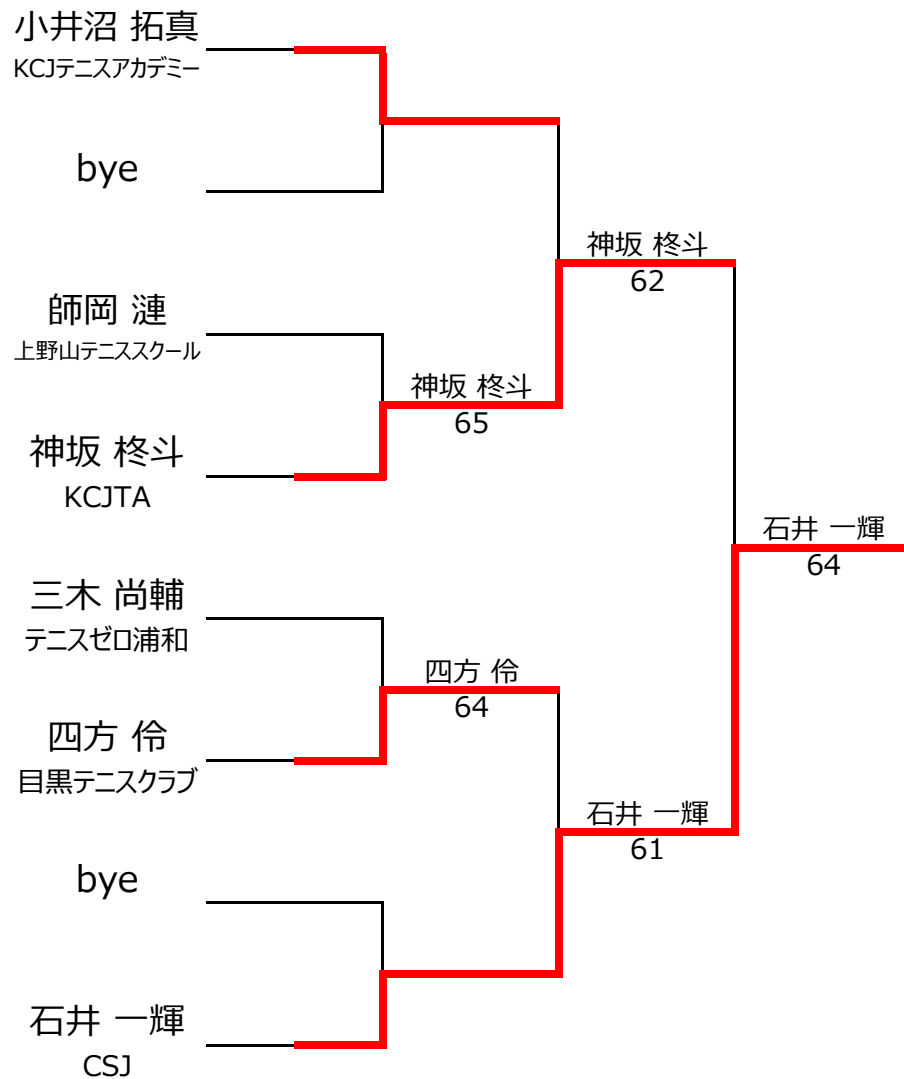 小井沼 拓真
KCJテニスアカデミー
bye
神坂 柊斗
62
師岡 漣
上野山テニススクール
神坂 柊斗
65
神坂 柊斗
KCJTA
石井 一輝
64
三木 尚輔
テニスゼロ浦和
四方 伶
64
四方 伶
目黒テニスクラブ
石井 一輝
61
bye
石井 一輝
CSJ